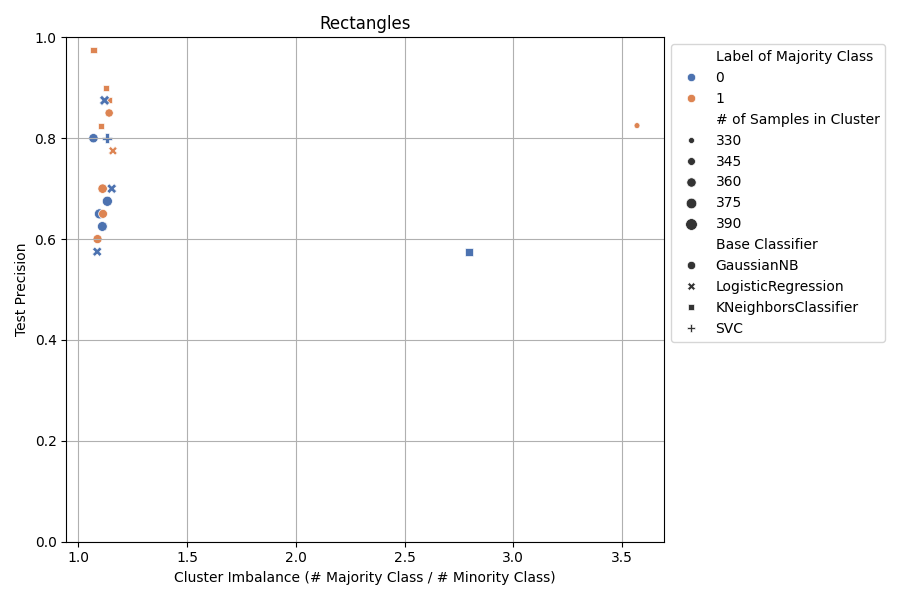 Rectangles
1.0
0.8
0.6
0.4
0.2
0.0
Test Precision
1.0 1.5 2.0 2.5 3.0 3.5
Cluster Imbalance (# Majority Class / # Minority Class)
Label of Majority Class
0
1
# of Samples in Cluster
330
345
360
375
390
Base Classifier
GaussianNB
LogisticRegression
KNeighborsClassifier
SVC